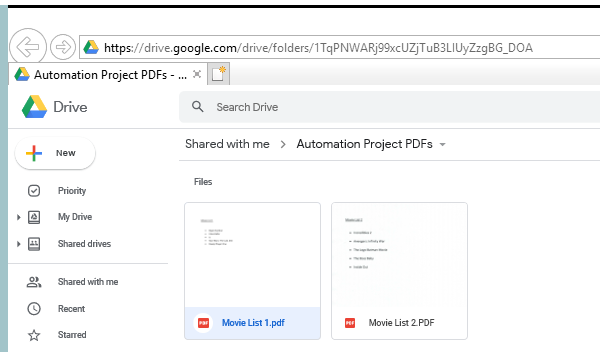 https://drive.google.com/drive/folders/1TqPNWARj99xcUZjTuB3LlUyZzgBG_DOA
Automation Project PDFs - ...
Drive
Search Drive
New
Shared with me > Automation Project PDFs
Priority
Files
My Drive
Shared drives
Shared with me
Recent
Starred
PDF Movie List 1.pdf
PDF Movie List 2.PDF